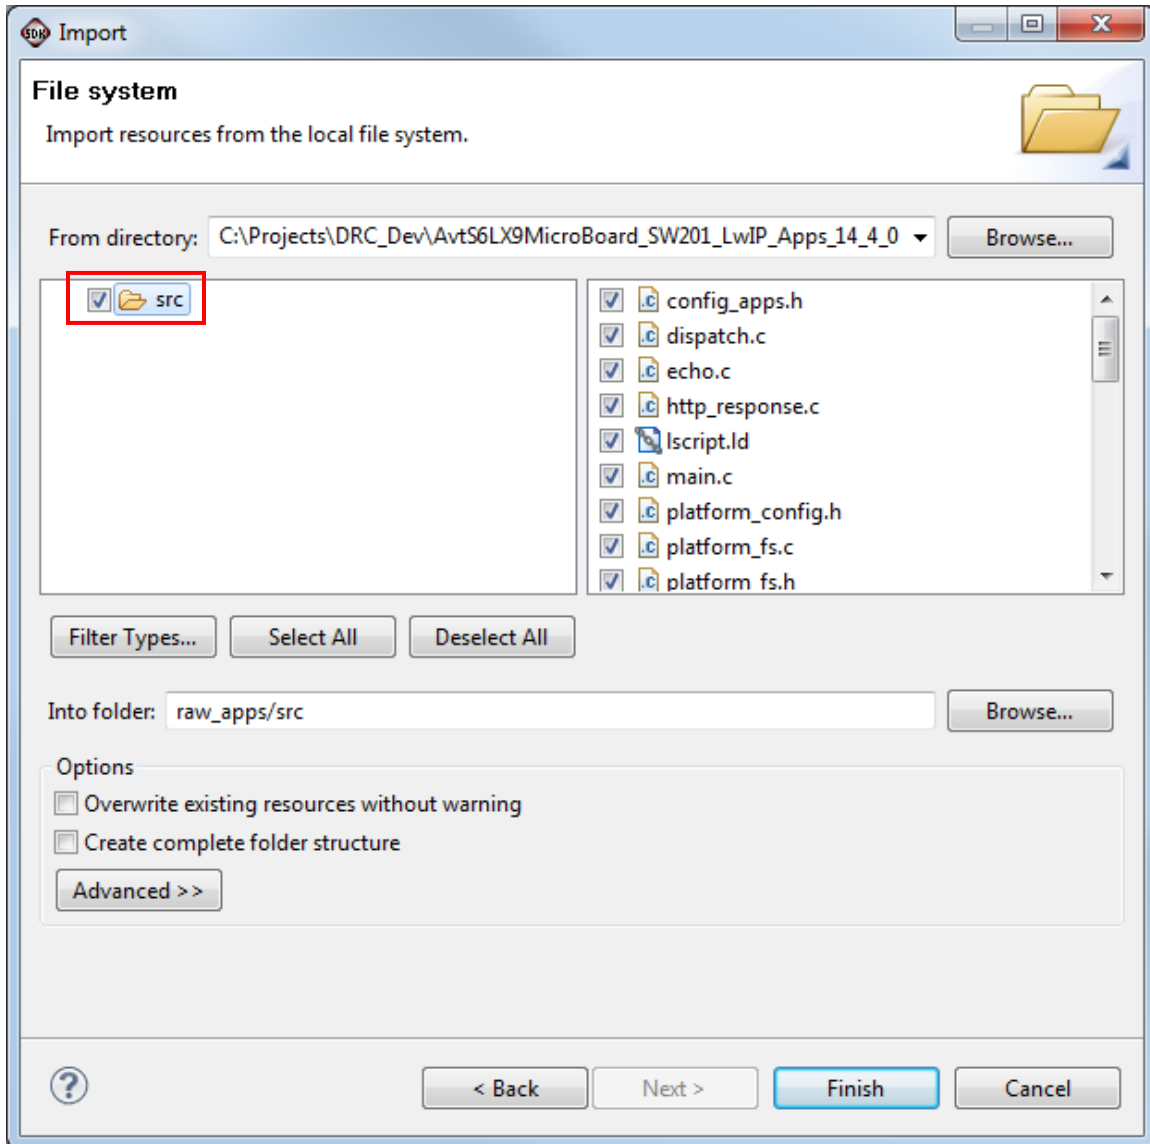 SDK Import
File system
Import resources from the local file system.
From directory: C:\Projects\DRC_Dev\AvtS6LX9MicroBoard_SW201_LwIP_Apps_14_4_0 Browse...
src
config_apps.h
dispatch.c
echo.c
http_response.c
lscript.ld
main.c
platform_config.h
platform_fs.c
platform_fs.h
Filter Types... Select All Deselect All
Into folder: raw_apps/src Browse...
Options
Overwrite existing resources without warning
Create complete folder structure
Advanced >>
? < Back Next > Finish Cancel